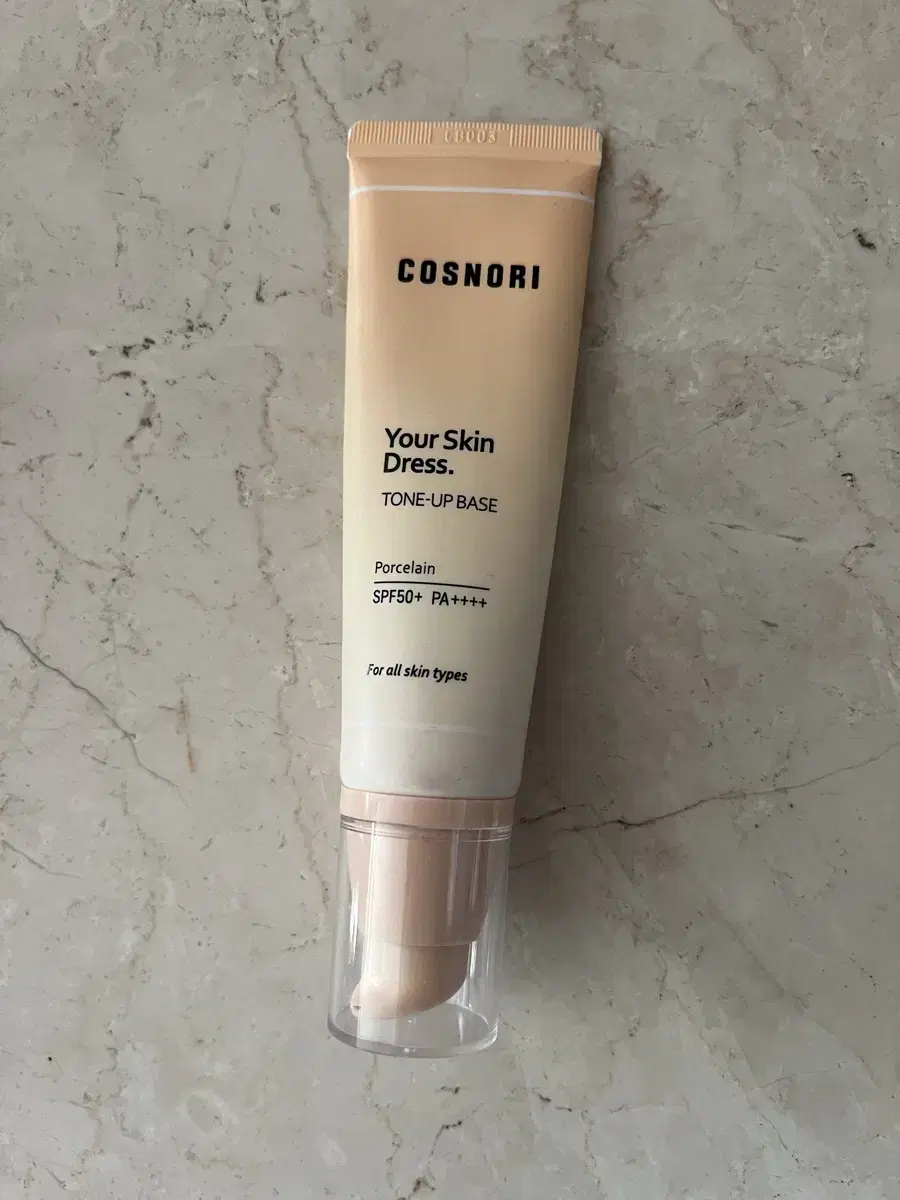 COSNORI
Your Skin
Dress.
TONE-UP BASE
Porcelain
SPF50+ PA++++
For all skin types